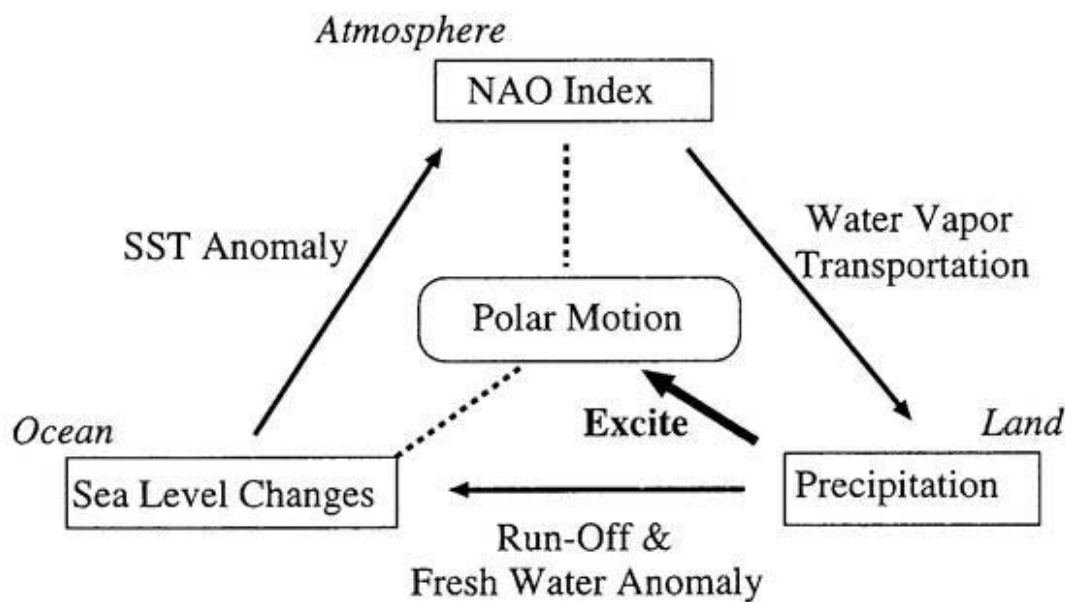 Atmosphere
NAO Index
SST Anomaly
Water Vapor
Transportation
Polar Motion
Excite
Ocean
Land
Sea Level Changes
Precipitation
Run-Off &
Fresh Water Anomaly